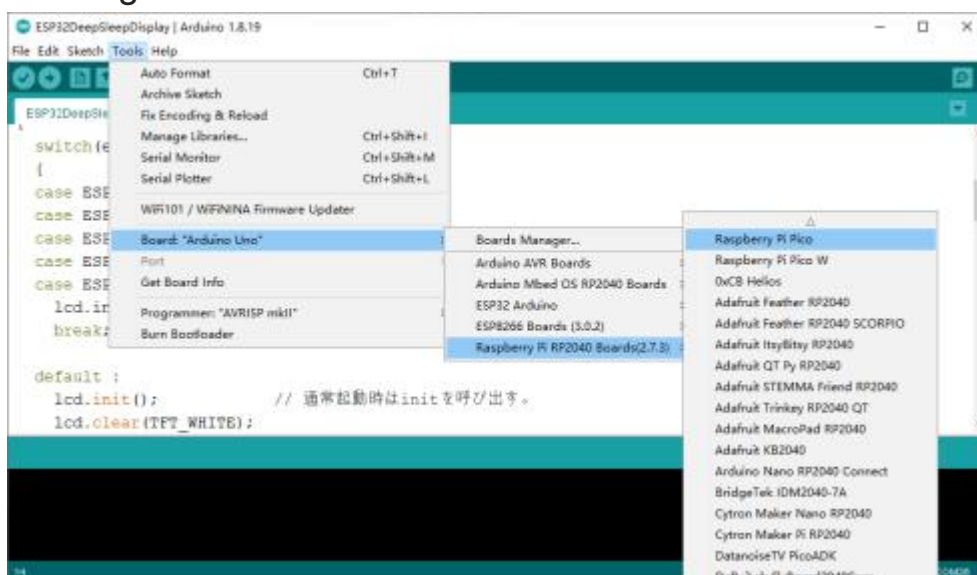 ESP32DeepSleepDisplay | Arduino 1.8.19
File Edit Sketch Tools Help
ESP32DeepSle
Auto Format Ctrl+T
Archive Sketch
Fix Encoding & Reload
Manage Libraries... Ctrl+Shift+I
Serial Monitor Ctrl+Shift+M
Serial Plotter Ctrl+Shift+L
WiFi101 / WiFiNINA Firmware Updater
Board: "Arduino Uno"
Port
Get Board Info
Programmer: "AVRISP mkII"
Burn Bootloader
switch(e
{
case ESP
case ESP
case ESP
case ESP
case ESP
lcd.in
break;
default :
lcd.init(); // 通常起動時はinitを呼び出す。
lcd.clear(TFT_WHITE);
Boards Manager...
Arduino AVR Boards
Arduino Mbed OS RP2040 Boards
ESP32 Arduino
ESP8266 Boards (3.0.2)
Raspberry Pi RP2040 Boards(2.7.3)
Raspberry Pi Pico
Raspberry Pi Pico W
0xCB Helios
Adafruit Feather RP2040
Adafruit Feather RP2040 SCORPIO
Adafruit ItsyBitsy RP2040
Adafruit QT Py RP2040
Adafruit STEMMA Friend RP2040
Adafruit Trinkey RP2040 QT
Adafruit MacroPad RP2040
Adafruit KB2040
Arduino Nano RP2040 Connect
BridgeTek IDM2040-7A
Cytron Maker Nano RP2040
Cytron Maker Pi RP2040
DatanoiseTV PicoADK